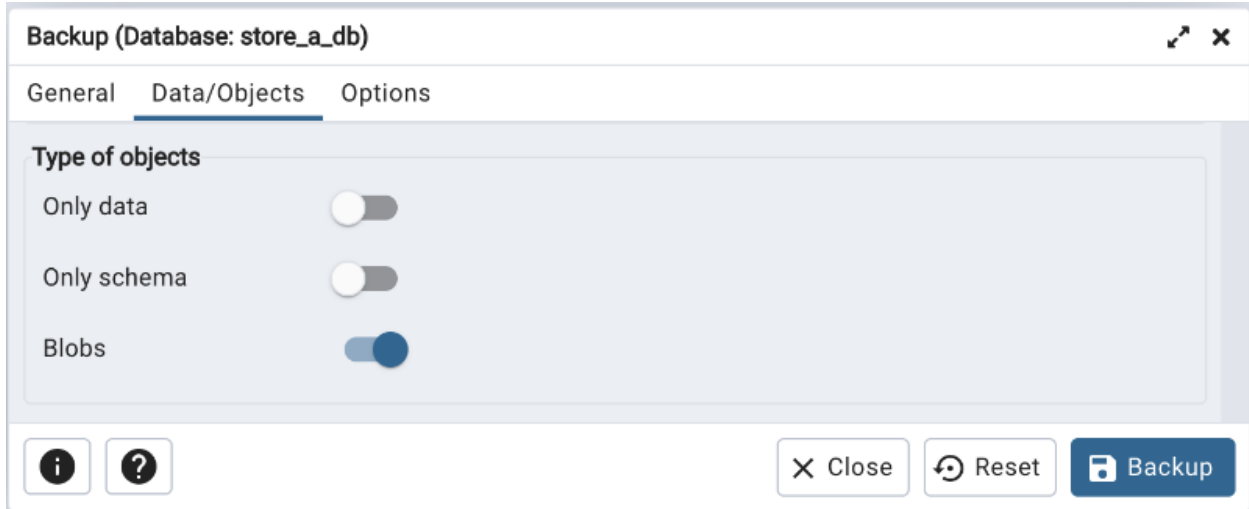 Backup (Database: store_a_db)
General Data/Objects Options
Type of objects
Only data
Only schema
Blobs
Close Reset Backup